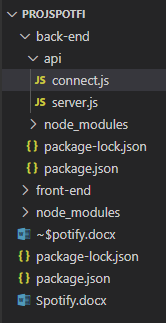 PROJSPOTFI
back-end
api
JS connect.js
JS server.js
node_modules
{} package-lock.json
{} package.json
front-end
node_modules
~$potify.docx
package-lock.json
package.json
Spotify.docx